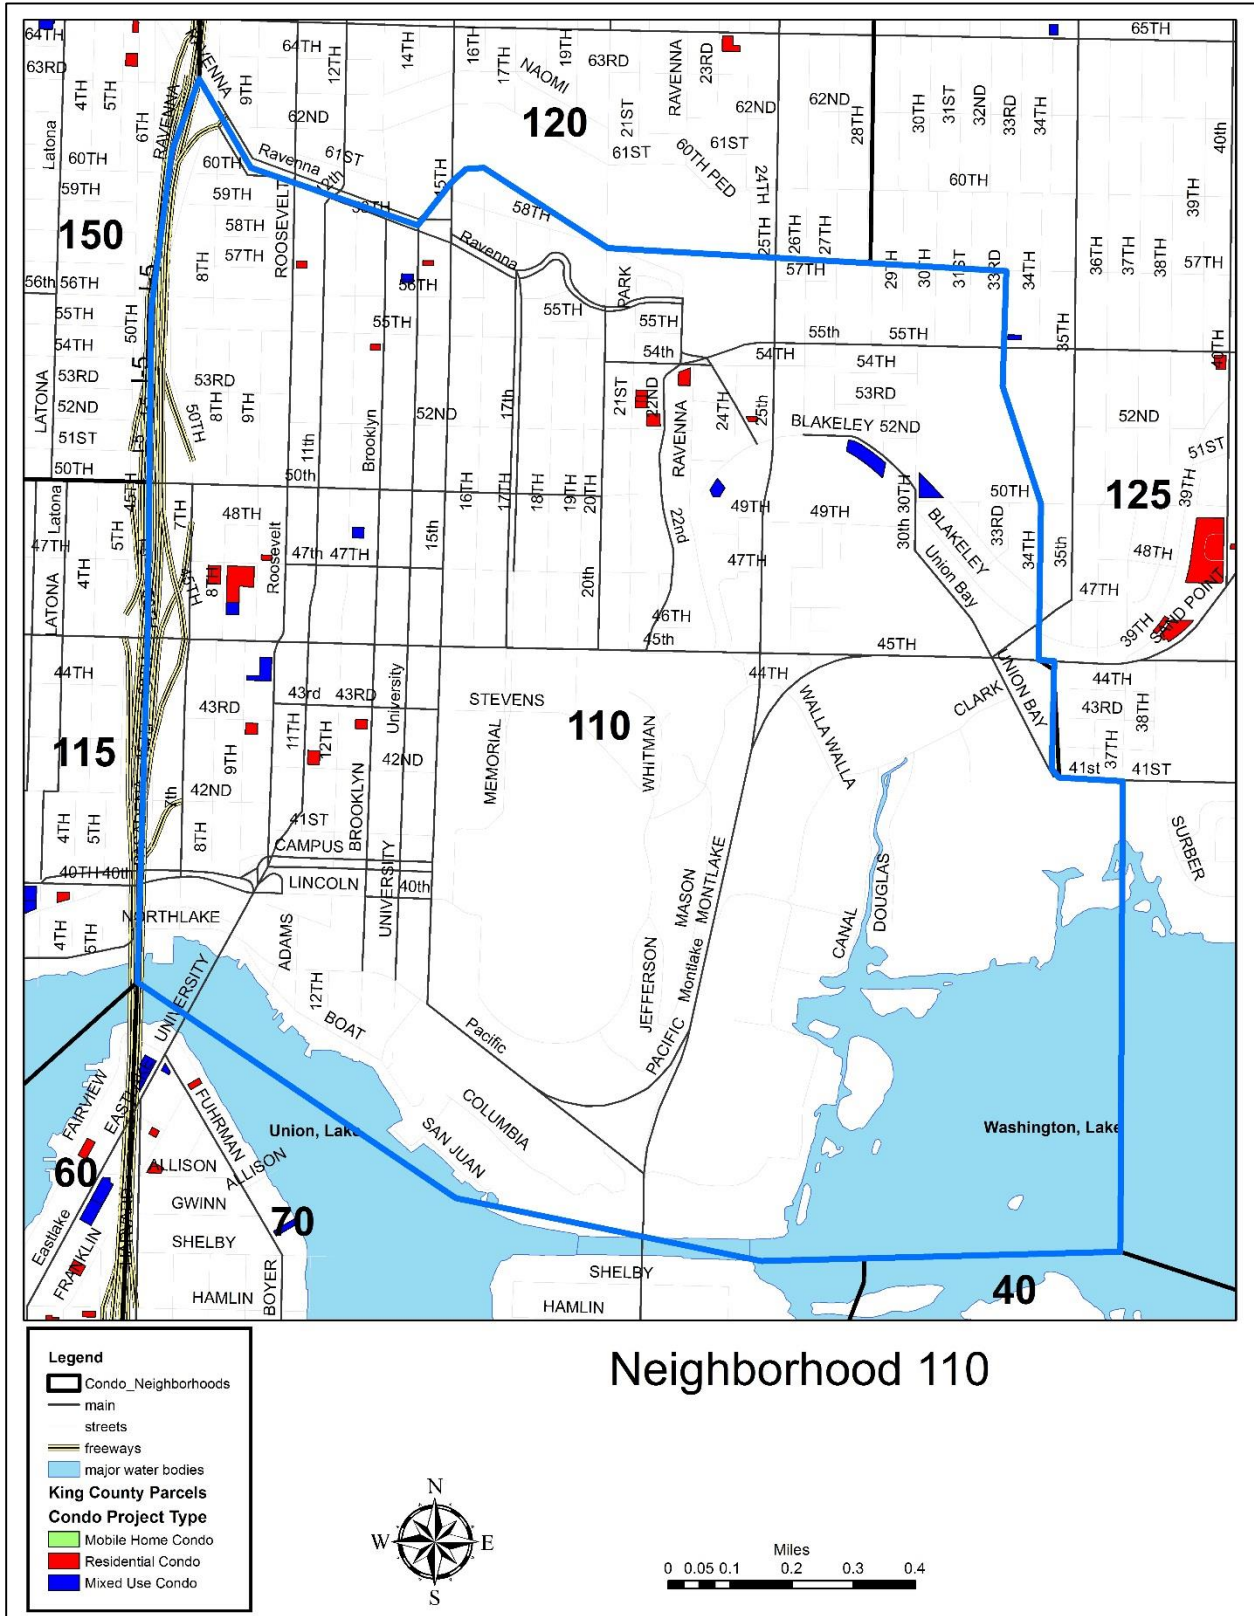 64TH
63RD
4TH
5TH
6TH
RAVENNA
RAVENNA
9TH
64TH
12TH
14TH
16TH
17TH
19TH
63RD
RAVENNA
23RD
65TH
NAOMI
62ND
21ST
61ST
60TH PED
62ND
62ND
28TH
30TH
31ST
32ND
33RD
34TH
40th
120
Latona
60TH
59TH
60TH
59TH
58TH
57TH
8TH
ROOSEVELT
Ravenna
61ST
12th
15TH
58TH
58TH
24TH
25TH
26TH
27TH
60TH
39TH
150
56th
56TH
55TH
54TH
53RD
52ND
51ST
50TH
LATONA
50TH
I-5
I-5
I-5
Ravenna
56TH
55TH
55TH
PARK
55TH
54th
57TH
29TH
30TH
31ST
33RD
34TH
36TH
37TH
38TH
57TH
55th
55TH
54TH
54TH
53RD
35TH
40TH
53RD
8TH
9TH
50TH
11th
50th
Brooklyn
52ND
17th
21ST
22ND
RAVENNA
24TH
25th
BLAKELEY
52ND
52ND
51ST
39TH
125
Latona
47TH
LATONA
4TH
5TH
45TH
7TH
48TH
45TH
8TH
Roosevelt
47th
47TH
15th
16TH
17TH
18TH
19TH
20TH
20th
22nd
49TH
47TH
46TH
45th
49TH
30TH
30th
BLAKELEY
Union Bay
50TH
33RD
34TH
35th
48TH
47TH
39TH
SAND POINT
45TH
44TH
44TH
43RD
9TH
42ND
7th
8TH
43rd
43RD
11TH
12TH
University
42ND
BROOKLYN
41ST
CAMPUS
STEVENS
MEMORIAL
110
WHITMAN
44TH
WALLA WALLA
CLARK
UNION BAY
44TH
43RD
38TH
37TH
41st
41ST
SURBER
115
4TH
5TH
40TH
40th
NORTHLAKE
4TH
5TH
LINCOLN
40th
UNIVERSITY
ADAMS
12TH
UNIVERSITY
BOAT
Pacific
JEFFERSON
MASON
MONTLAKE
Montlake
PACIFIC
CANAL
DOUGLAS
FAIRVIEW
EASTLAKE
FUHRMAN
ALLISON
ALLISON
GWINN
SHELBY
HAMLIN
BOYER
Eastlake
FRANKLIN
HARVARD
60
70
Union, Lake
SAN JUAN
COLUMBIA
Washington, Lake
SHELBY
HAMLIN
40
Neighborhood 110
Legend
Condo_Neighborhoods
main
streets
freeways
major water bodies
King County Parcels
Condo Project Type
Mobile Home Condo
Residential Condo
Mixed Use Condo
N
W
E
S
Miles
0 0.05 0.1 0.2 0.3 0.4